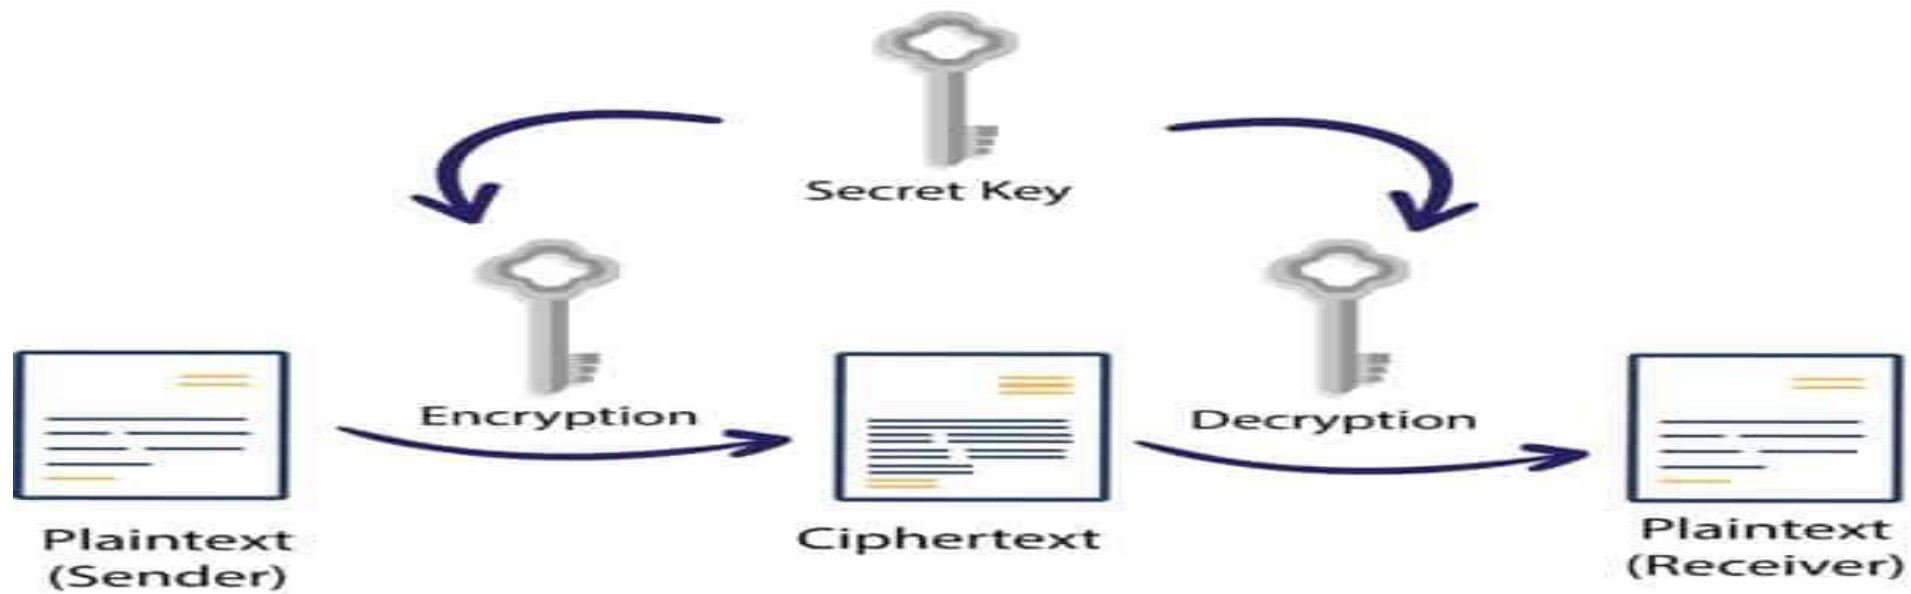 Secret Key
Encryption
Decryption
Plaintext
(Sender)
Ciphertext
Plaintext
(Receiver)